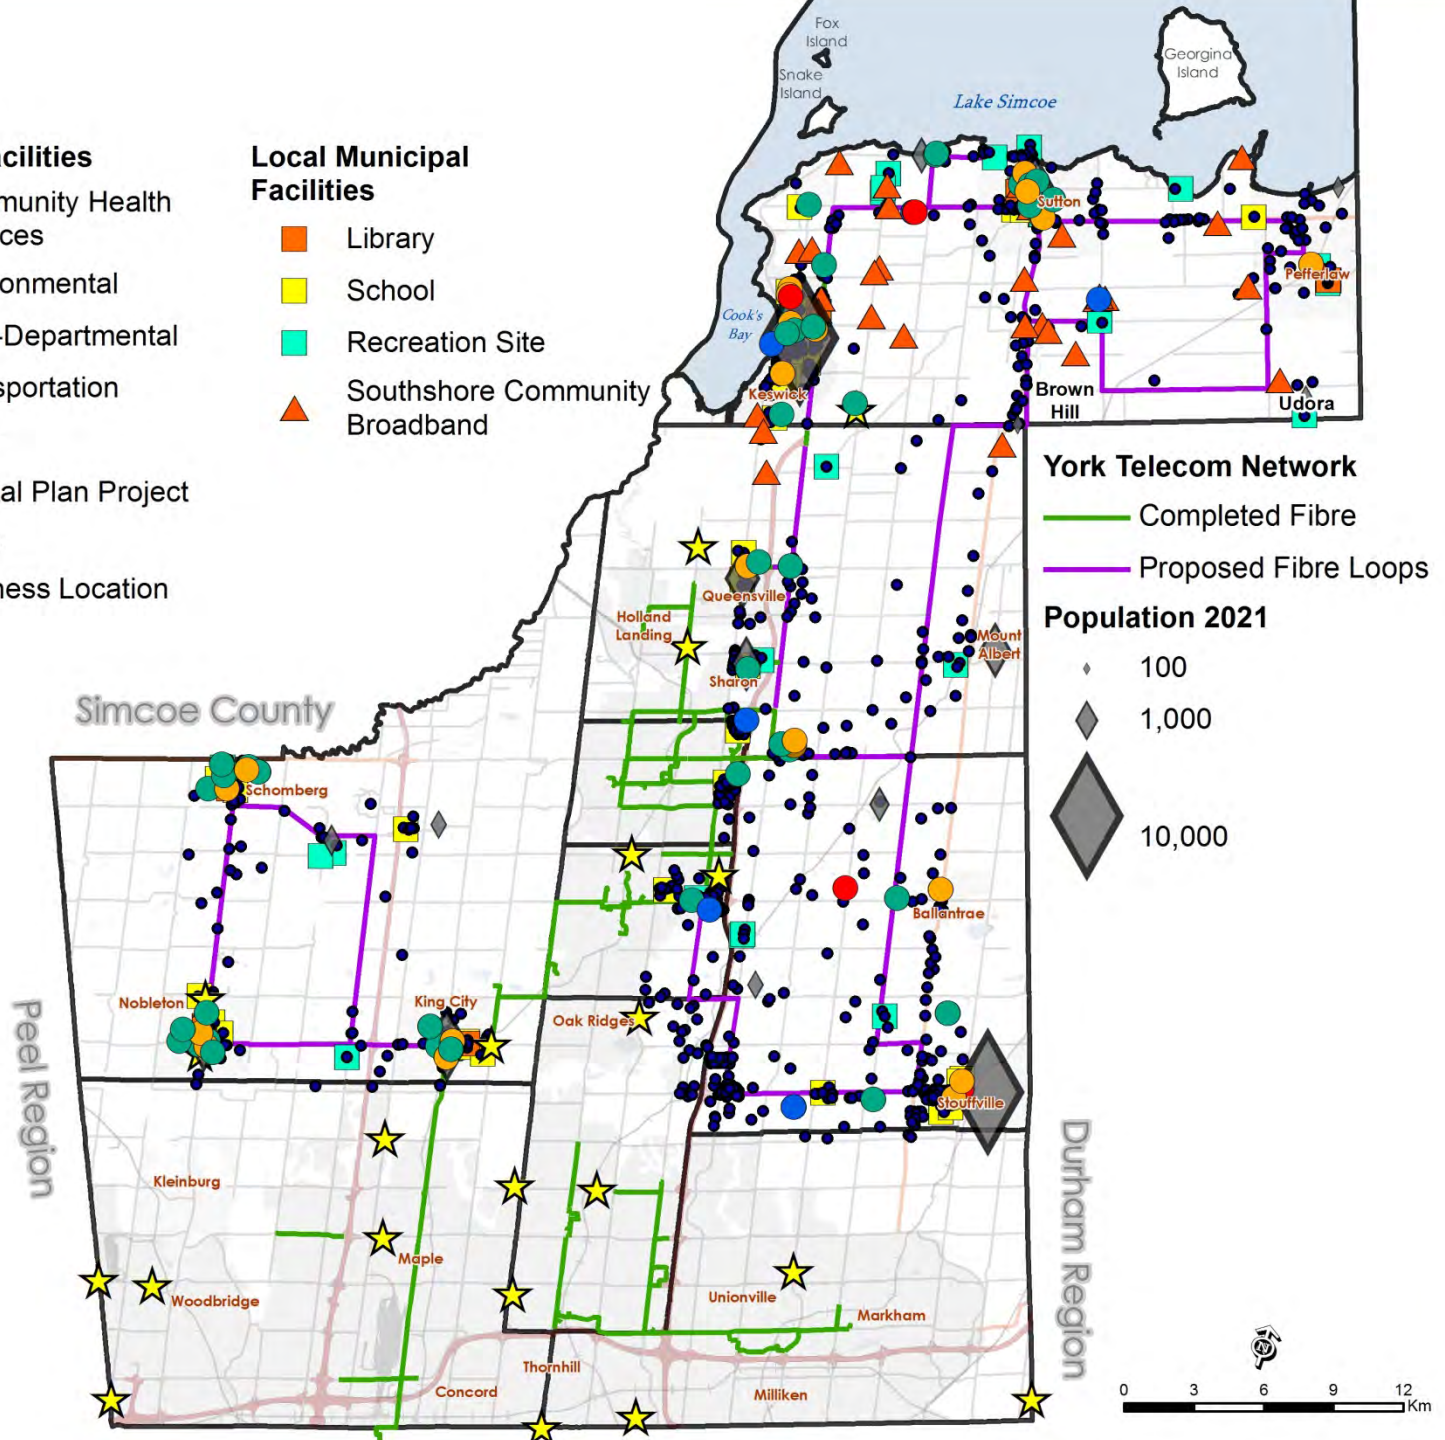 Fox
Island
Snake
Island
Georgina
Island
Lake Simcoe
cilities
munity Health
ces
onmental
-Departmental
sportation
al Plan Project
ness Location
Local Municipal
Facilities
Library
School
Recreation Site
Southshore Community
Broadband
Sutton
Pefferlaw
Cook's
Bay
Keswick
Brown
Hill
Udora
York Telecom Network
Completed Fibre
Proposed Fibre Loops
Population 2021
100
1,000
10,000
Queensville
Holland
Landing
Mount
Albert
Sharon
Simcoe County
Schomberg
Ballantrae
Nobleton
King City
Oak Ridges
Peel Region
Stouffville
Durham Region
Kleinburg
Maple
Woodbridge
Unionville
Markham
Thornhill
Concord
Milliken
N
0 3 6 9 12
Km